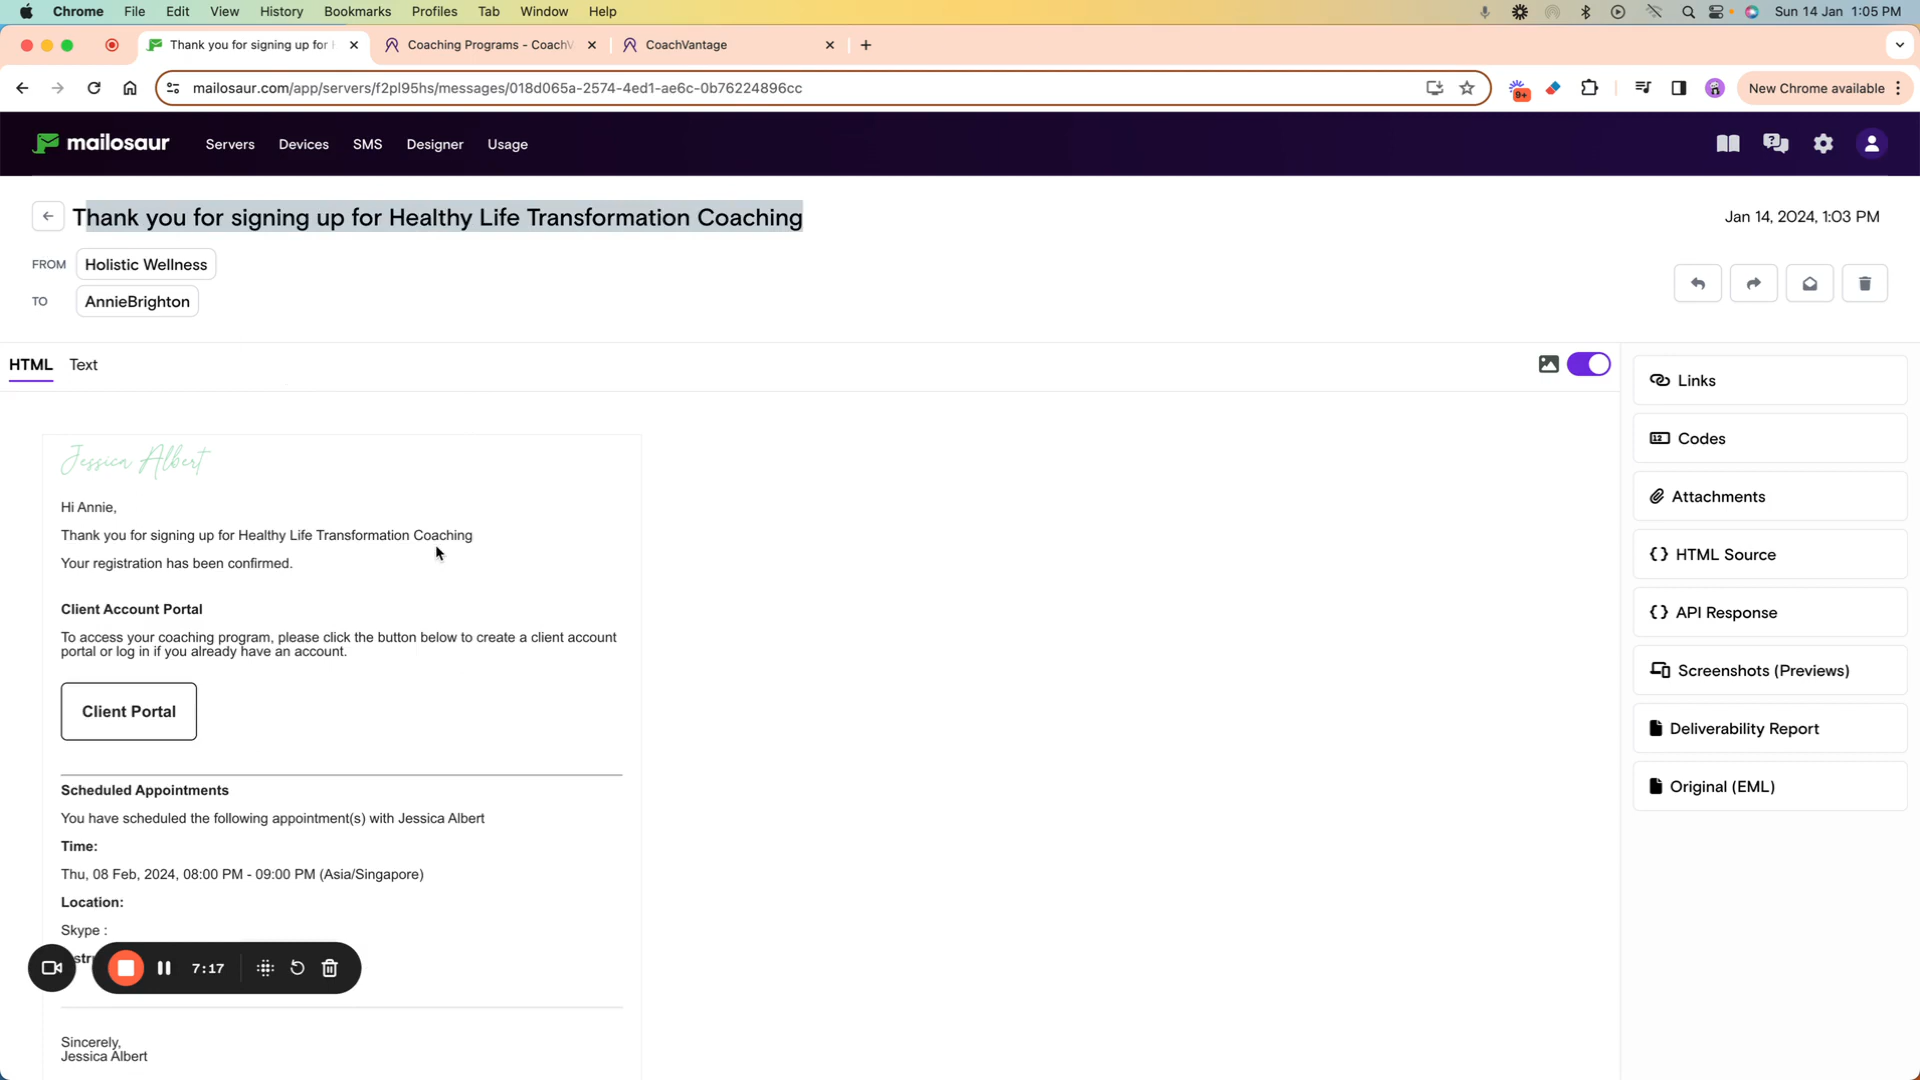 Chrome File Edit View History Bookmarks Profiles Tab Window Help Sun 14 Jan 1:05 PM
Thank you for signing up for Coaching Programs - CoachV CoachVantage
mailosaur.com/app/servers/f2pl95hs/messages/018d065a-2574-4ed1-ae6c-0b76224896cc 9+ New Chrome available
mailosaur Servers Devices SMS Designer Usage
Thank you for signing up for Healthy Life Transformation Coaching Jan 14, 2024, 1:03 PM
FROM Holistic Wellness
TO AnnieBrighton
HTML Text
Links
Codes
Attachments
HTML Source
API Response
Screenshots (Previews)
Deliverability Report
Original (EML)
Jessica Albert
Hi Annie,
Thank you for signing up for Healthy Life Transformation Coaching
Your registration has been confirmed.
Client Account Portal
To access your coaching program, please click the button below to create a client account
portal or log in if you already have an account.
Client Portal
Scheduled Appointments
You have scheduled the following appointment(s) with Jessica Albert
Time:
Thu, 08 Feb, 2024, 08:00 PM - 09:00 PM (Asia/Singapore)
Location:
Skype :
7:17
Sincerely,
Jessica Albert